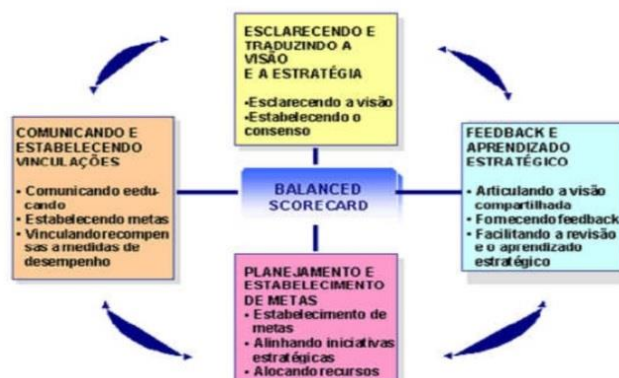 ESCLARECENDO E
TRADUZINDO A
VISÃO
E A ESTRATÉGIA
•Esclarecendo a visão
•Estabelecendo o
consenso
COMUNICANDO E
ESTABELECENDO
VINCULAÇÕES
• Comunicando eedu-
cando
• Estabelecendo metas
• Vinculando recompen
sas a medidas de
desempenho
BALANCED
SCORECARD
FEEDBACK E
APRENDIZADO
ESTRATÉGICO
• Articulando a visão
compartilhada
• Fornecendo feedback
• Facilitando a revisão
e o aprendizado
estratégico
PLANEJAMENTO E
ESTABELECIMENTO
DE METAS
• Estabelecimento de
metas
• Alinhando iniciativas
estratégicas
• Alocando recursos